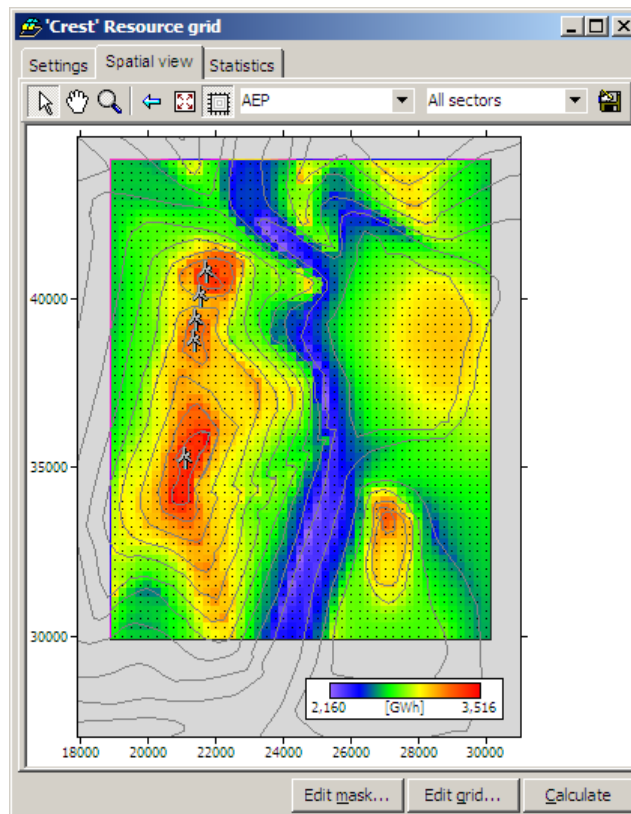 'Crest' Resource grid
Settings Spatial view Statistics
AEP All sectors
40000
35000
30000
2,160 [GWh] 3,516
18000 20000 22000 24000 26000 28000 30000
Edit mask... Edit grid... Calculate